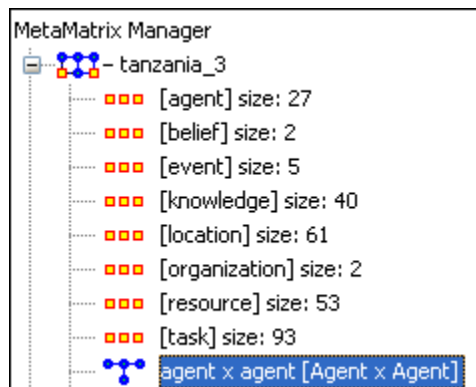 MetaMatrix Manager
– tanzania_3
[agent] size: 27
[belief] size: 2
[event] size: 5
[knowledge] size: 40
[location] size: 61
[organization] size: 2
[resource] size: 53
[task] size: 93
agent x agent [Agent x Agent]